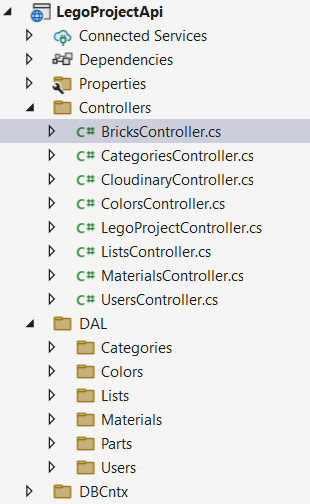 LegoProjectApi
Connected Services
Dependencies
Properties
Controllers
C# BricksController.cs
C# CategoriesController.cs
C# CloudinaryController.cs
C# ColorsController.cs
C# LegoProjectController.cs
C# ListsController.cs
C# MaterialsController.cs
C# UsersController.cs
DAL
Categories
Colors
Lists
Materials
Parts
Users
DBCntx